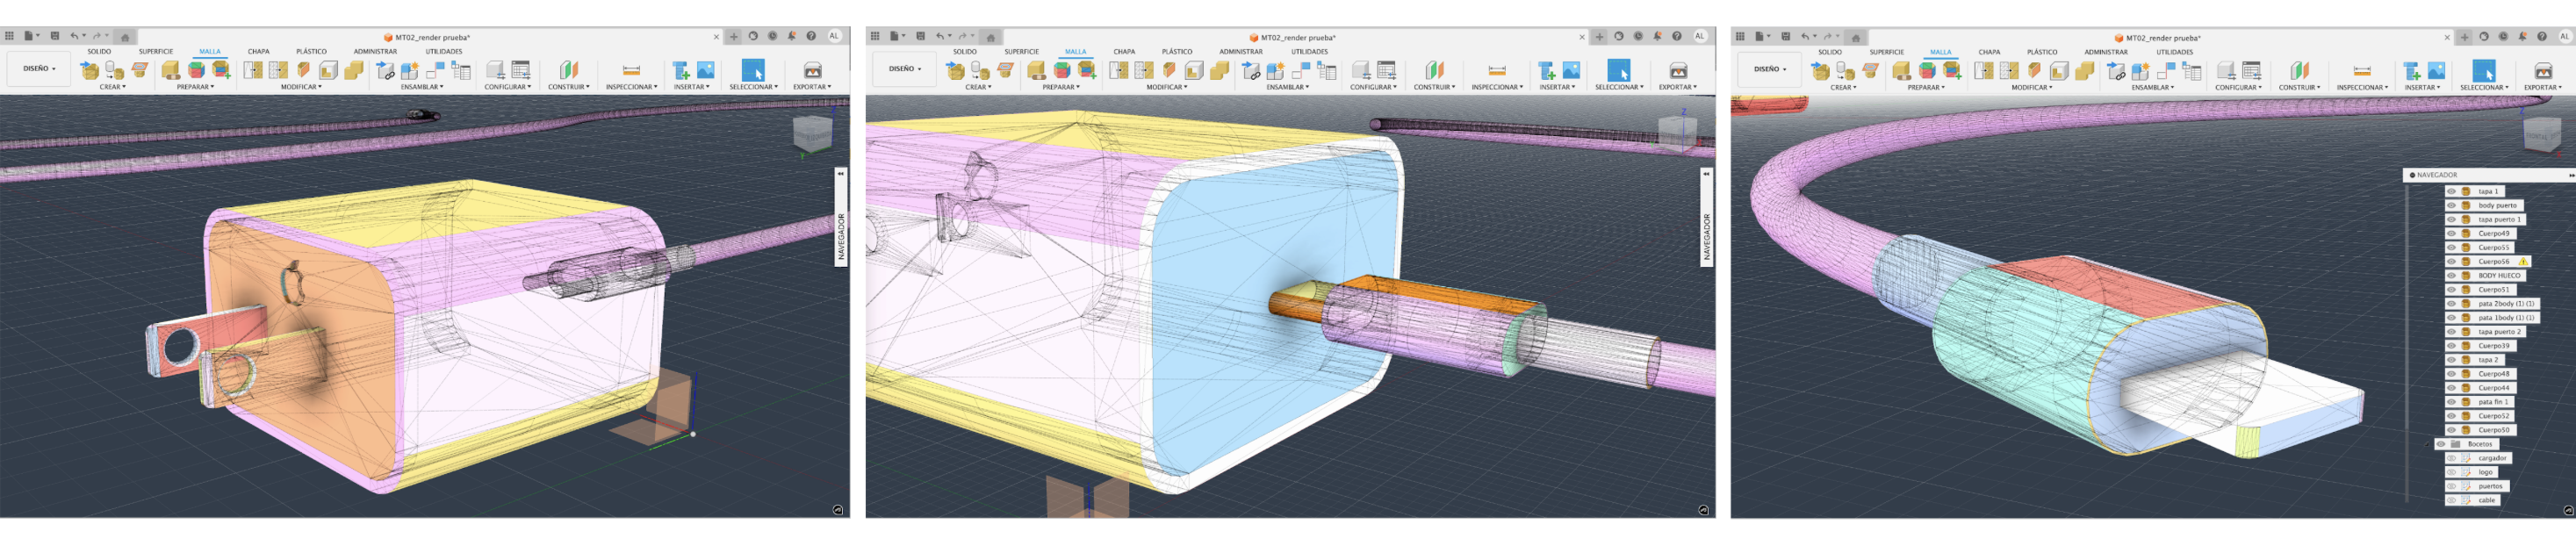 MT02_render prueba*
AL
DISEÑO
SOLIDO SUPERFICIE MALLA CHAPA PLÁSTICO ADMINISTRAR UTILIDADES
CREAR PREPARAR MODIFICAR ENSAMBLAR CONFIGURAR CONSTRUIR INSPECCIONAR INSERTAR SELECCIONAR EXPORTAR
Z
NAVEGADOR
MT02_render prueba*
AL
DISEÑO
SOLIDO SUPERFICIE MALLA CHAPA PLÁSTICO ADMINISTRAR UTILIDADES
CREAR PREPARAR MODIFICAR ENSAMBLAR CONFIGURAR CONSTRUIR INSPECCIONAR INSERTAR SELECCIONAR EXPORTAR
Z
NAVEGADOR
MT02_render prueba*
AL
DISEÑO
SOLIDO SUPERFICIE MALLA CHAPA PLÁSTICO ADMINISTRAR UTILIDADES
CREAR PREPARAR MODIFICAR ENSAMBLAR CONFIGURAR CONSTRUIR INSPECCIONAR INSERTAR SELECCIONAR EXPORTAR
Z
NAVEGADOR
tapa 1
body puerto
tapa puerto 1
Cuerpo49
Cuerpo55
Cuerpo56
BODY HUECO
Cuerpo51
pata 2body (1) (1)
pata 1body (1) (1)
tapa puerto 2
Cuerpo39
tapa 2
Cuerpo48
Cuerpo44
pata fin 1
Cuerpo52
Cuerpo50
Bocetos
cargador
logo
puertos
cable